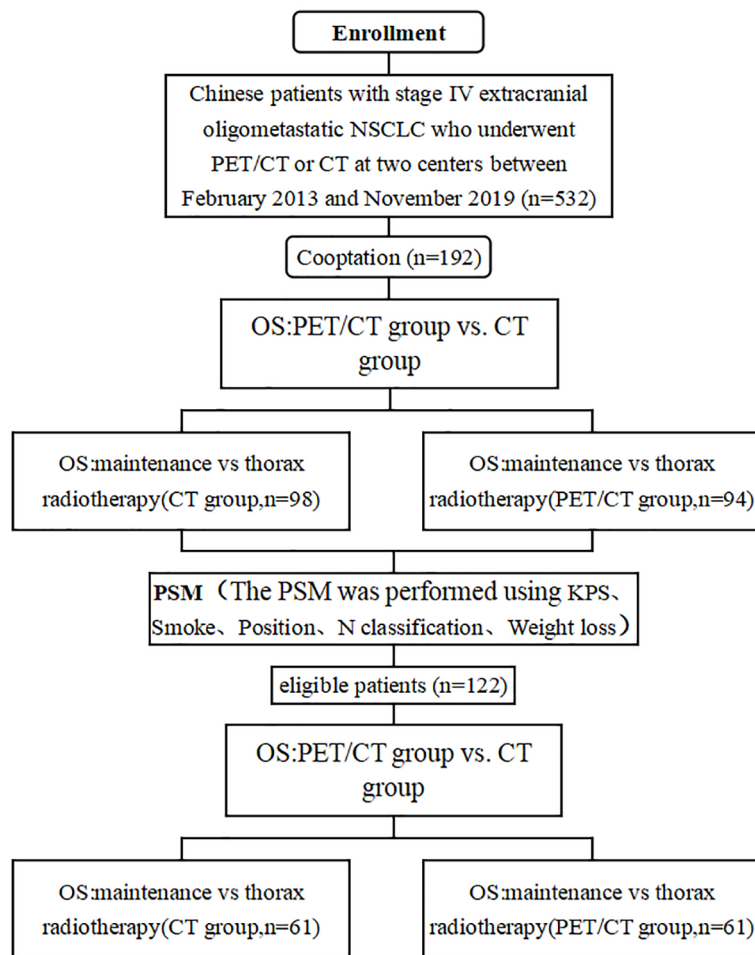 Enrollment
Chinese patients with stage IV extracranial
oligometastatic NSCLC who underwent
PET/CT or CT at two centers between
February 2013 and November 2019 (n=532)
Cooptation (n=192)
OS:PET/CT group vs. CT
group
OS:maintenance vs thorax
radiotherapy(CT group,n=98)
OS:maintenance vs thorax
radiotherapy(PET/CT group,n=94)
PSM（The PSM was performed using KPS、
Smoke、Position、N classification、Weight loss）
eligible patients (n=122)
OS:PET/CT group vs. CT
group
OS:maintenance vs thorax
radiotherapy(CT group,n=61)
OS:maintenance vs thorax
radiotherapy(PET/CT group,n=61)